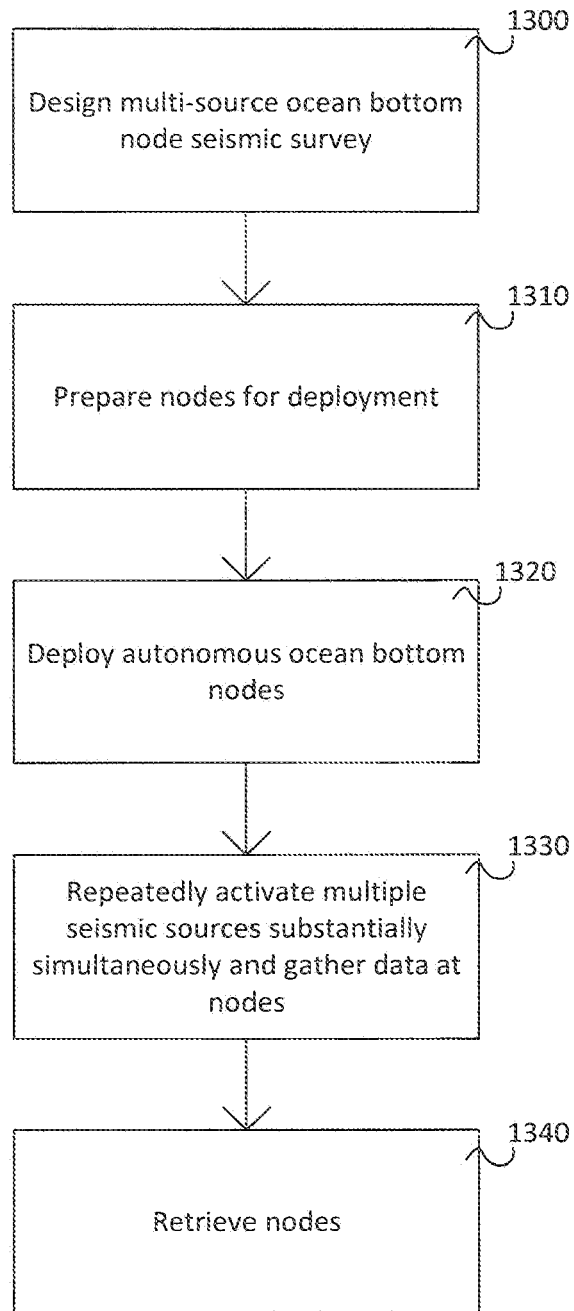 1300
Design multi-source ocean bottom
node seismic survey
1310
Prepare nodes for deployment
1320
Deploy autonomous ocean bottom
nodes
1330
Repeatedly activate multiple
seismic sources substantially
simultaneously and gather data at
nodes
1340
Retrieve nodes